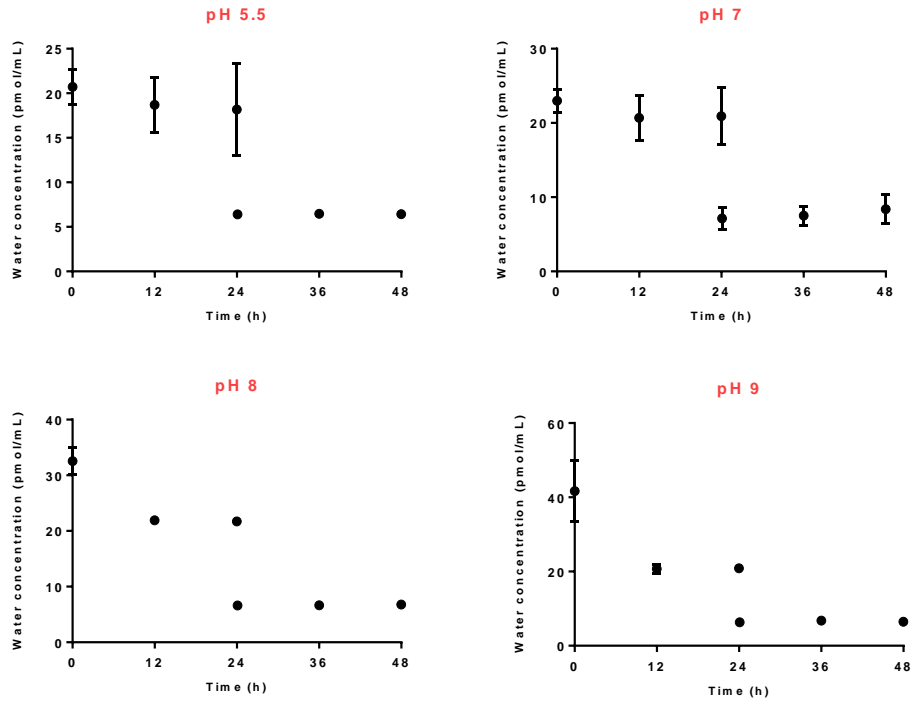 pH 5.5
Water concentration (pmol/mL)
25
20
15
10
5
0
0 12 24 36 48
Time (h)
pH 7
Water concentration (pmol/mL)
30
20
10
0
0 12 24 36 48
Time (h)
pH 8
Water concentration (pmol/mL)
40
30
20
10
0
0 12 24 36 48
Time (h)
pH 9
Water concentration (pmol/mL)
60
40
20
0
0 12 24 36 48
Time (h)